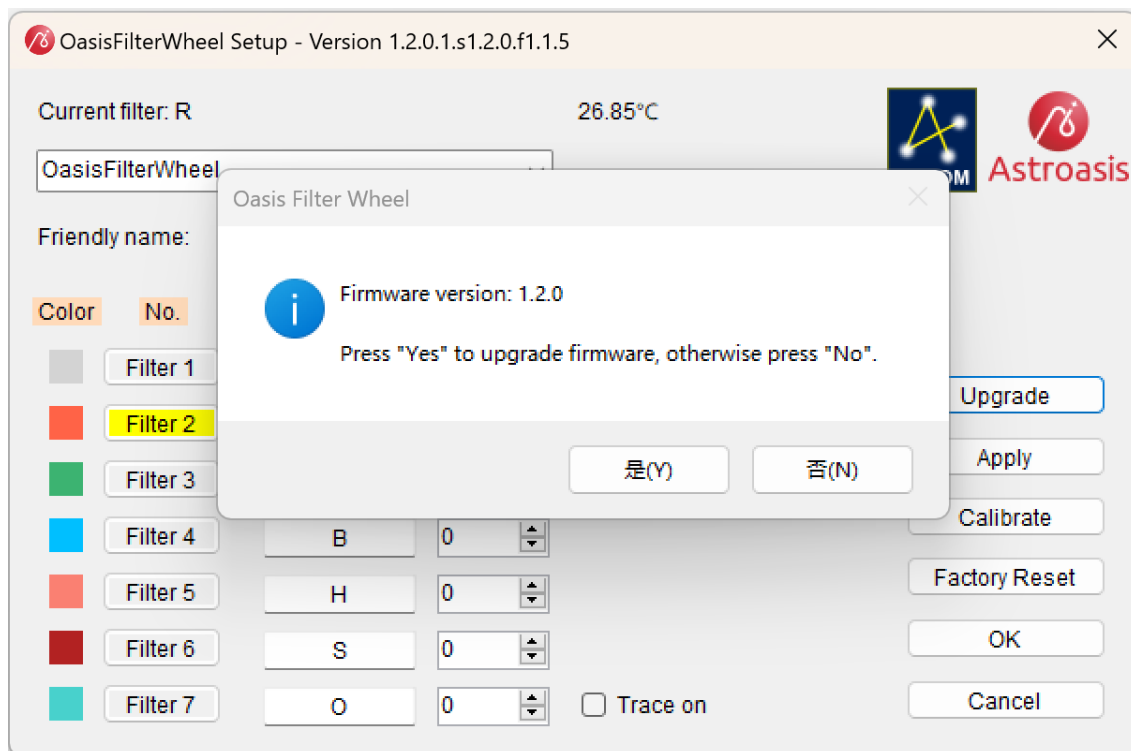 OasisFilterWheel Setup - Version 1.2.0.1.s1.2.0.f1.1.5
Current filter: R
26.85°C
Astroasis
OasisFilterWheel
Oasis Filter Wheel
Friendly name:
Firmware version: 1.2.0
Press "Yes" to upgrade firmware, otherwise press "No".
是(Y)
否(N)
Color
No.
Filter 1
Filter 2
Filter 3
Filter 4
B
0
Filter 5
H
0
Filter 6
S
0
Filter 7
O
0
Trace on
Upgrade
Apply
Calibrate
Factory Reset
OK
Cancel